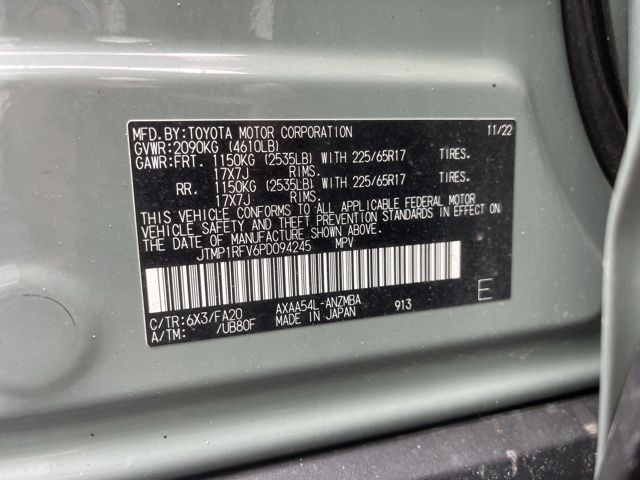 MFD.BY:TOYOTA MOTOR CORPORATION 11/22
GVWR:2090KG (4610LB)
GAWR:FRT. 1150KG (2535LB) WITH 225/65R17 TIRES.
17X7J RIMS.
RR. 1150KG (2535LB) WITH 225/65R17 TIRES.
17X7J RIMS.
THIS VEHICLE CONFORMS TO ALL APPLICABLE FEDERAL MOTOR
VEHICLE SAFETY AND THEFT PREVENTION STANDARDS IN EFFECT ON
THE DATE OF MANUFACTURE SHOWN ABOVE.
JTMP1RFV6PD094245 MPV
C/TR:6X3/FA20 AXAA54L-ANZMBA 913 E
A/TM: /UB80F MADE IN JAPAN